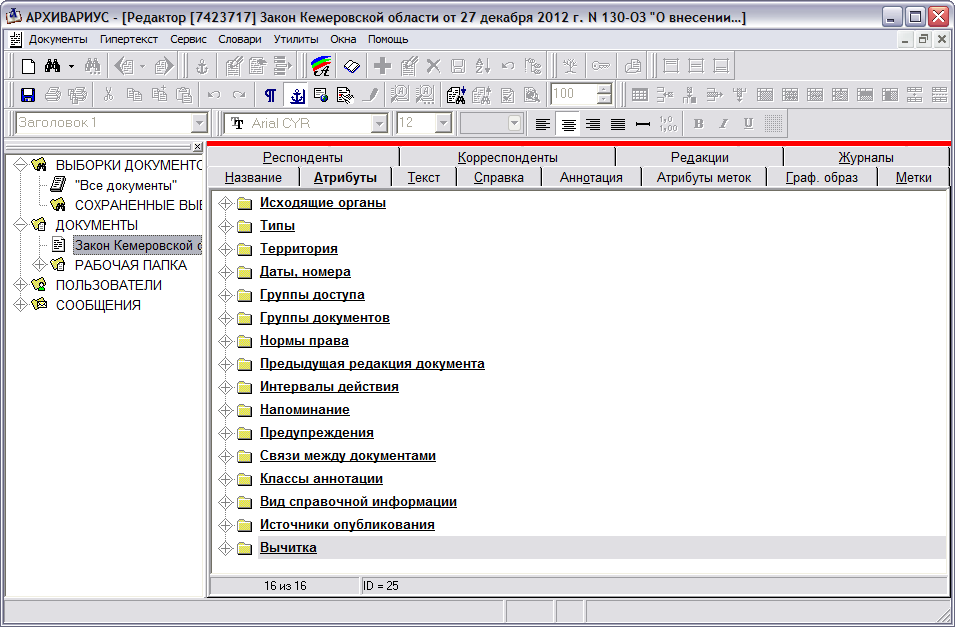 АРХИВАРИУС - [Редактор [7423717] Закон Кемеровской области от 27 декабря 2012 г. N 130-ОЗ "О внесении...]
Документы Гипертекст Сервис Словари Утилиты Окна Помощь
100
Заголовок 1 Arial CYR 12 B I U
Респонденты Корреспонденты Редакции Журналы
Название Атрибуты Текст Справка Аннотация Атрибуты меток Граф. образ Метки
ВЫБОРКИ ДОКУМЕНТО
"Все документы"
СОХРАНЕННЫЕ ВЫЕ
ДОКУМЕНТЫ
Закон Кемеровской о
РАБОЧАЯ ПАПКА
ПОЛЬЗОВАТЕЛИ
СООБЩЕНИЯ
Исходящие органы
Типы
Территория
Даты, номера
Группы доступа
Группы документов
Нормы права
Предыдущая редакция документа
Интервалы действия
Напоминание
Предупреждения
Связи между документами
Классы аннотации
Вид справочной информации
Источники опубликования
Вычитка
16 из 16 ID = 25